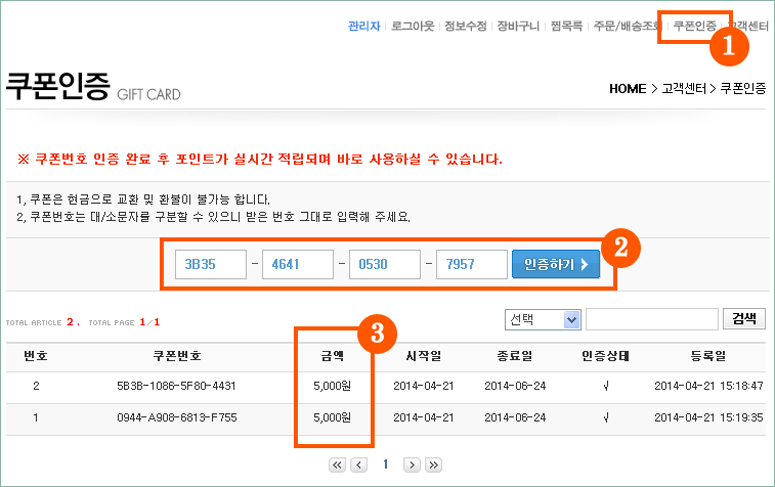 관리자 | 로그아웃 | 정보수정 | 장바구니 | 찜목록 | 주문/배송조회 | 쿠폰인증 | 고객센터
1
쿠폰인증 GIFT CARD
HOME > 고객센터 > 쿠폰인증
※ 쿠폰번호 인증 완료 후 포인트가 실시간 적립되며 바로 사용하실 수 있습니다.
1, 쿠폰은 현금으로 교환 및 환불이 불가능 합니다.
2, 쿠폰번호는 대/소문자를 구분할 수 있으니 받은 번호 그대로 입력해 주세요.
2
3B35 - 4641 - 0530 - 7957 인증하기
TOTAL ARTICLE 2 . TOTAL PAGE 1/1
선택 검색
3
번호 쿠폰번호 금액 시작일 종료일 인증상태 등록일
2 5B3B-1086-5F80-4431 5,000원 2014-04-21 2014-06-24 √ 2014-04-21 15:18:47
1 0944-A908-6813-F755 5,000원 2014-04-21 2014-06-24 √ 2014-04-21 15:19:35
« < 1 > »